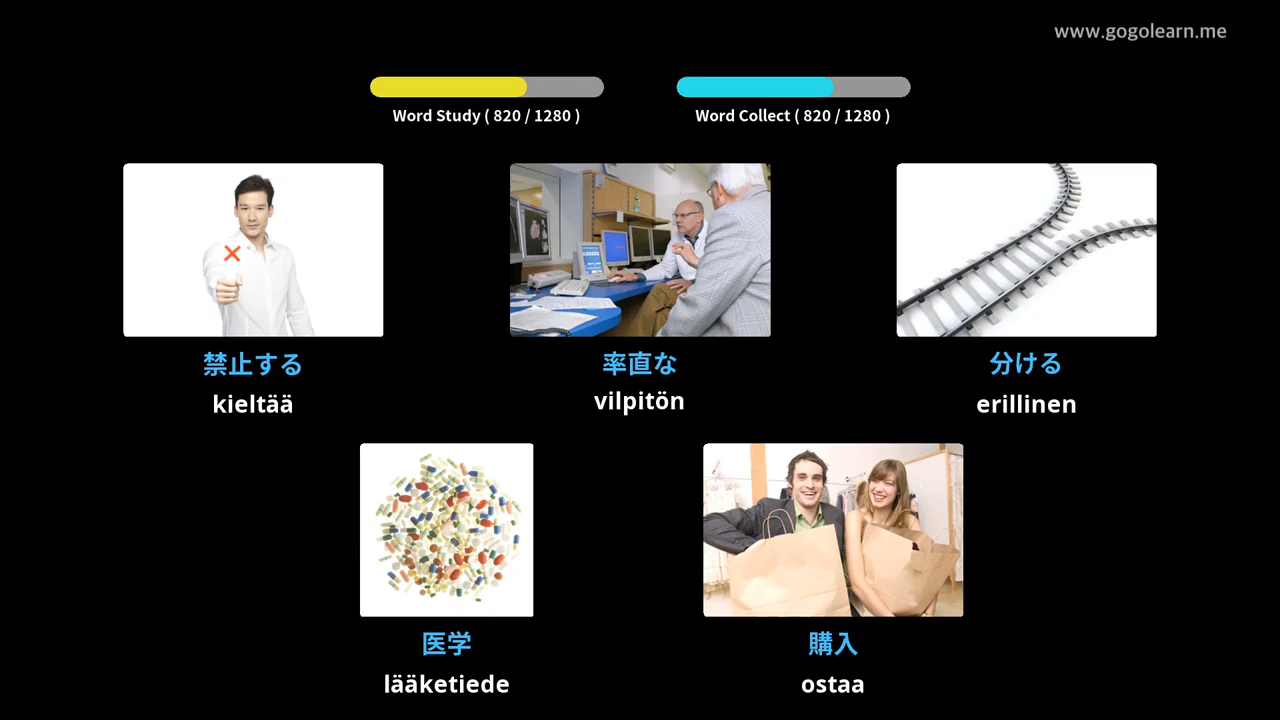 www.gogolearn.me
Word Study ( 820 / 1280 )
Word Collect ( 820 / 1280 )
禁止する
kieltää
率直な
vilpitön
分ける
erillinen
医学
lääketiede
購入
ostaa